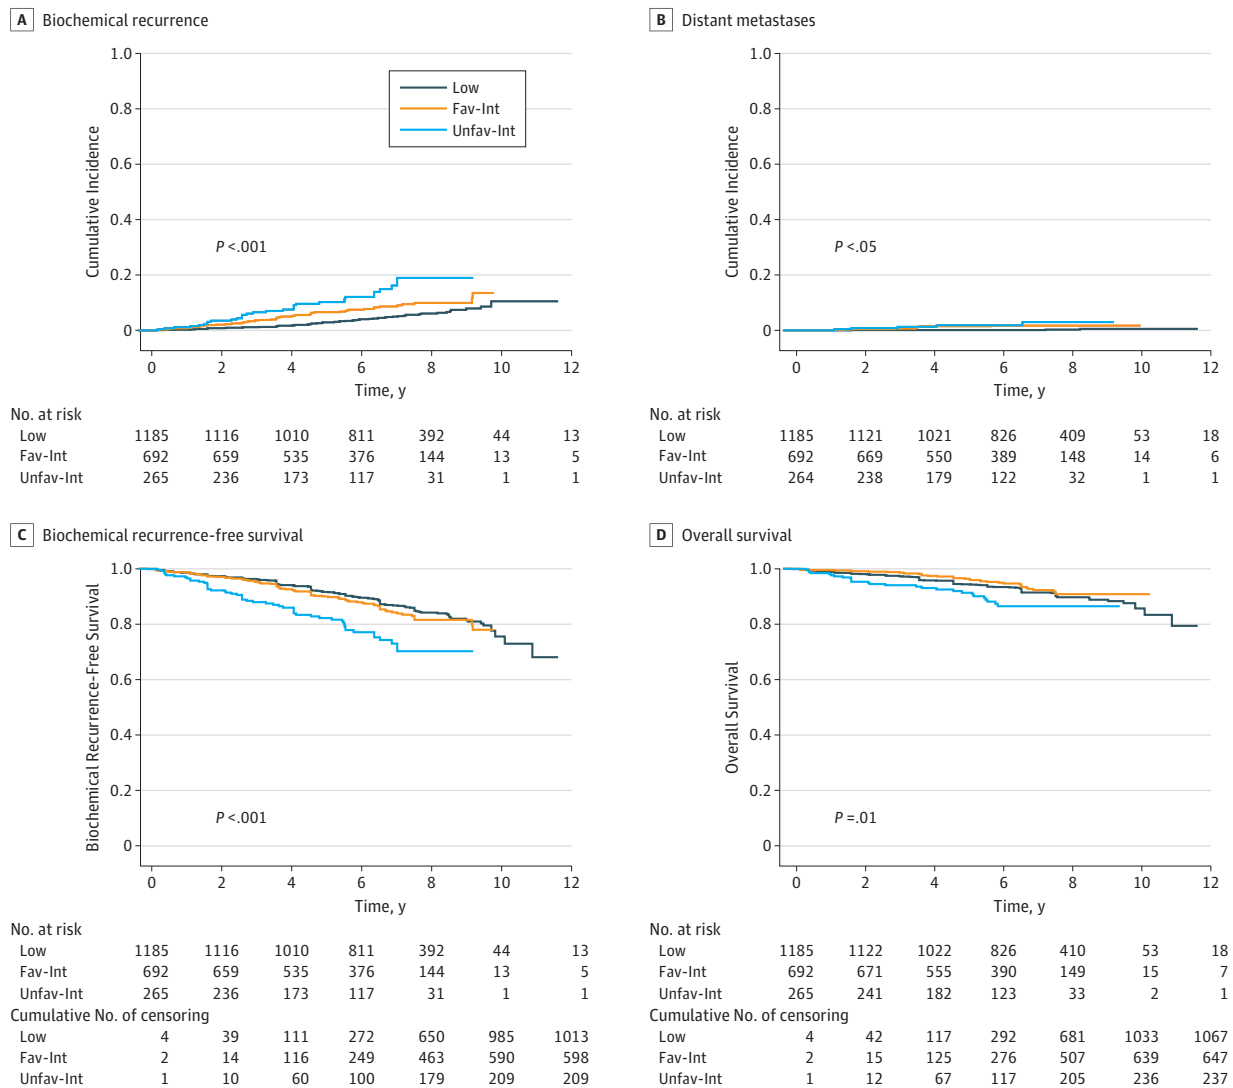 A Biochemical recurrence
1.0
0.8
0.6
0.4
0.2
0
Cumulative Incidence
Low
Fav-Int
Unfav-Int
P <.001
0 2 4 6 8 10 12
Time, y
No. at risk
Low 1185 1116 1010 811 392 44 13
Fav-Int 692 659 535 376 144 13 5
Unfav-Int 265 236 173 117 31 1 1
B Distant metastases
1.0
0.8
0.6
0.4
0.2
0
Cumulative Incidence
P <.05
0 2 4 6 8 10 12
Time, y
No. at risk
Low 1185 1121 1021 826 409 53 18
Fav-Int 692 669 550 389 148 14 6
Unfav-Int 264 238 179 122 32 1 1
C Biochemical recurrence-free survival
1.0
0.8
0.6
0.4
0.2
0
Biochemical Recurrence-Free Survival
P <.001
0 2 4 6 8 10 12
Time, y
No. at risk
Low 1185 1116 1010 811 392 44 13
Fav-Int 692 659 535 376 144 13 5
Unfav-Int 265 236 173 117 31 1 1
Cumulative No. of censoring
Low 4 39 111 272 650 985 1013
Fav-Int 2 14 116 249 463 590 598
Unfav-Int 1 10 60 100 179 209 209
D Overall survival
1.0
0.8
0.6
0.4
0.2
0
Overall Survival
P =.01
0 2 4 6 8 10 12
Time, y
No. at risk
Low 1185 1122 1022 826 410 53 18
Fav-Int 692 671 555 390 149 15 7
Unfav-Int 265 241 182 123 33 2 1
Cumulative No. of censoring
Low 4 42 117 292 681 1033 1067
Fav-Int 2 15 125 276 507 639 647
Unfav-Int 1 12 67 117 205 236 237